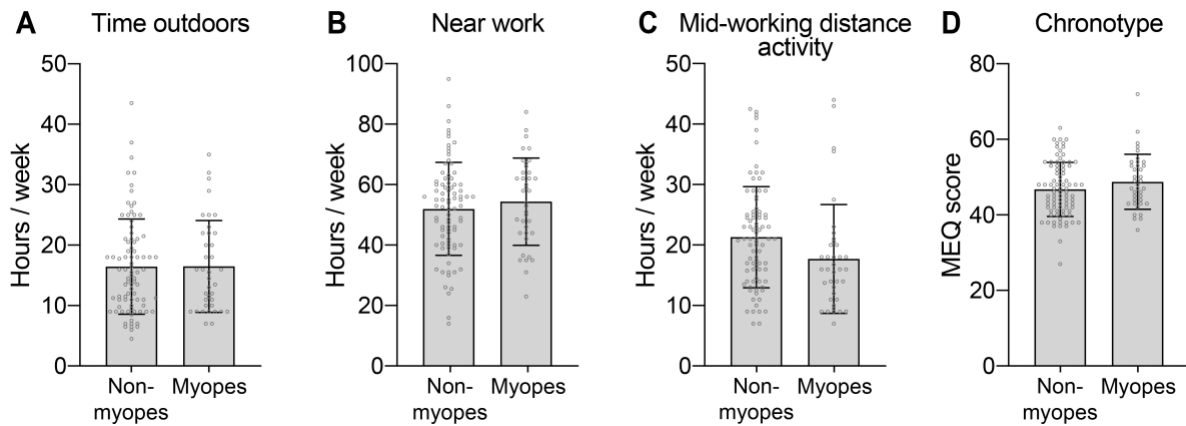 A Time outdoors
Hours / week
50
40
30
20
10
0
Non-
myopes
Myopes
B Near work
Hours / week
100
80
60
40
20
0
Non-
myopes
Myopes
C Mid-working distance
activity
Hours / week
50
40
30
20
10
0
Non-
myopes
Myopes
D Chronotype
MEQ score
80
60
40
20
0
Non-
myopes
Myopes